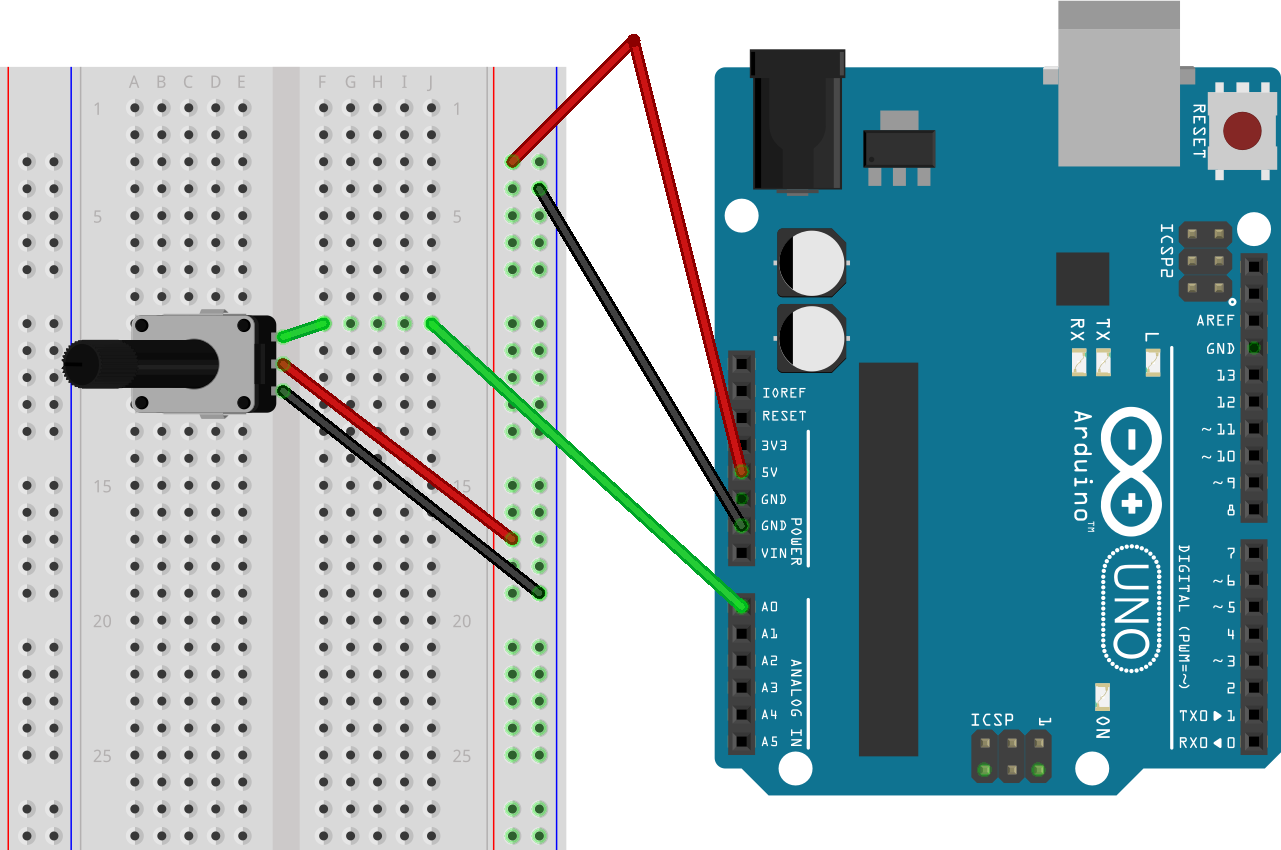 A B C D E F G H I J
1 1
5 5
15 15
20 20
25 25
RESET
ICSP2
AREF
GND
13
12
~11
~10
~9
8
RX TX L
IOREF
RESET
3V3
5V
GND
GND
VIN
POWER
Arduino™
UNO
A0
A1
A2
A3
A4
A5
ANALOG IN
7
~6
~5
4
~3
2
TX0▶1
RX0◀0
DIGITAL (PWM=~)
ICSP 1
ON